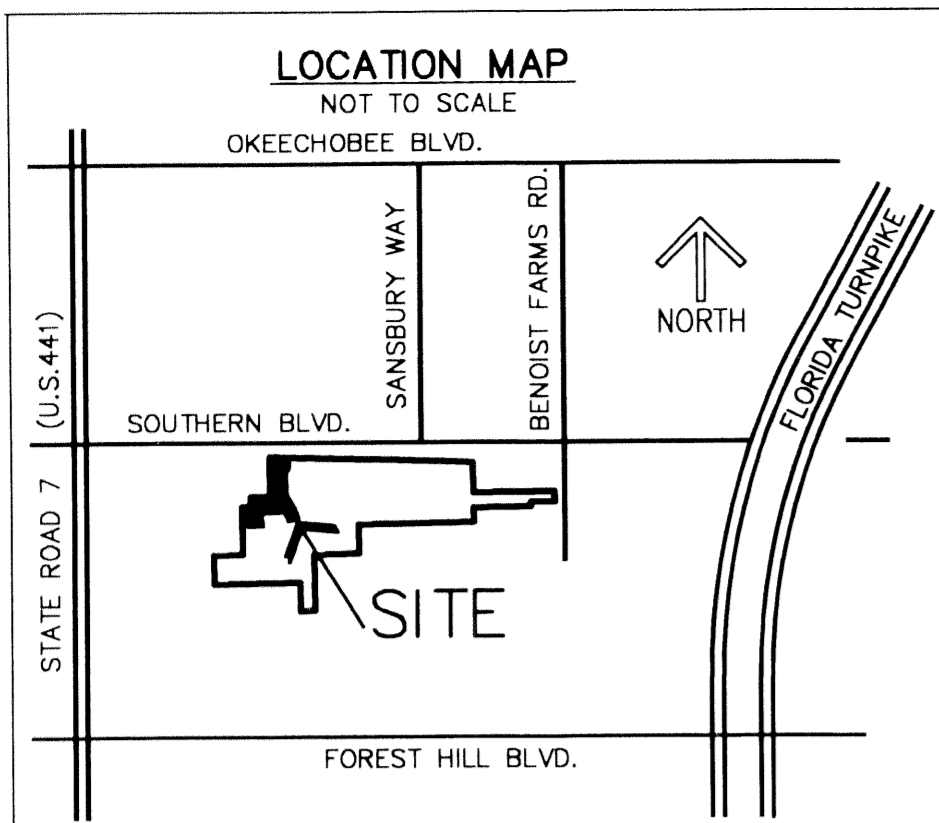 LOCATION MAP
NOT TO SCALE
OKEECHOBEE BLVD.
SANSBURY WAY
BENOIST FARMS RD.
NORTH
FLORIDA TURNPIKE
(U.S.441)
STATE ROAD 7
SOUTHERN BLVD.
SITE
FOREST HILL BLVD.